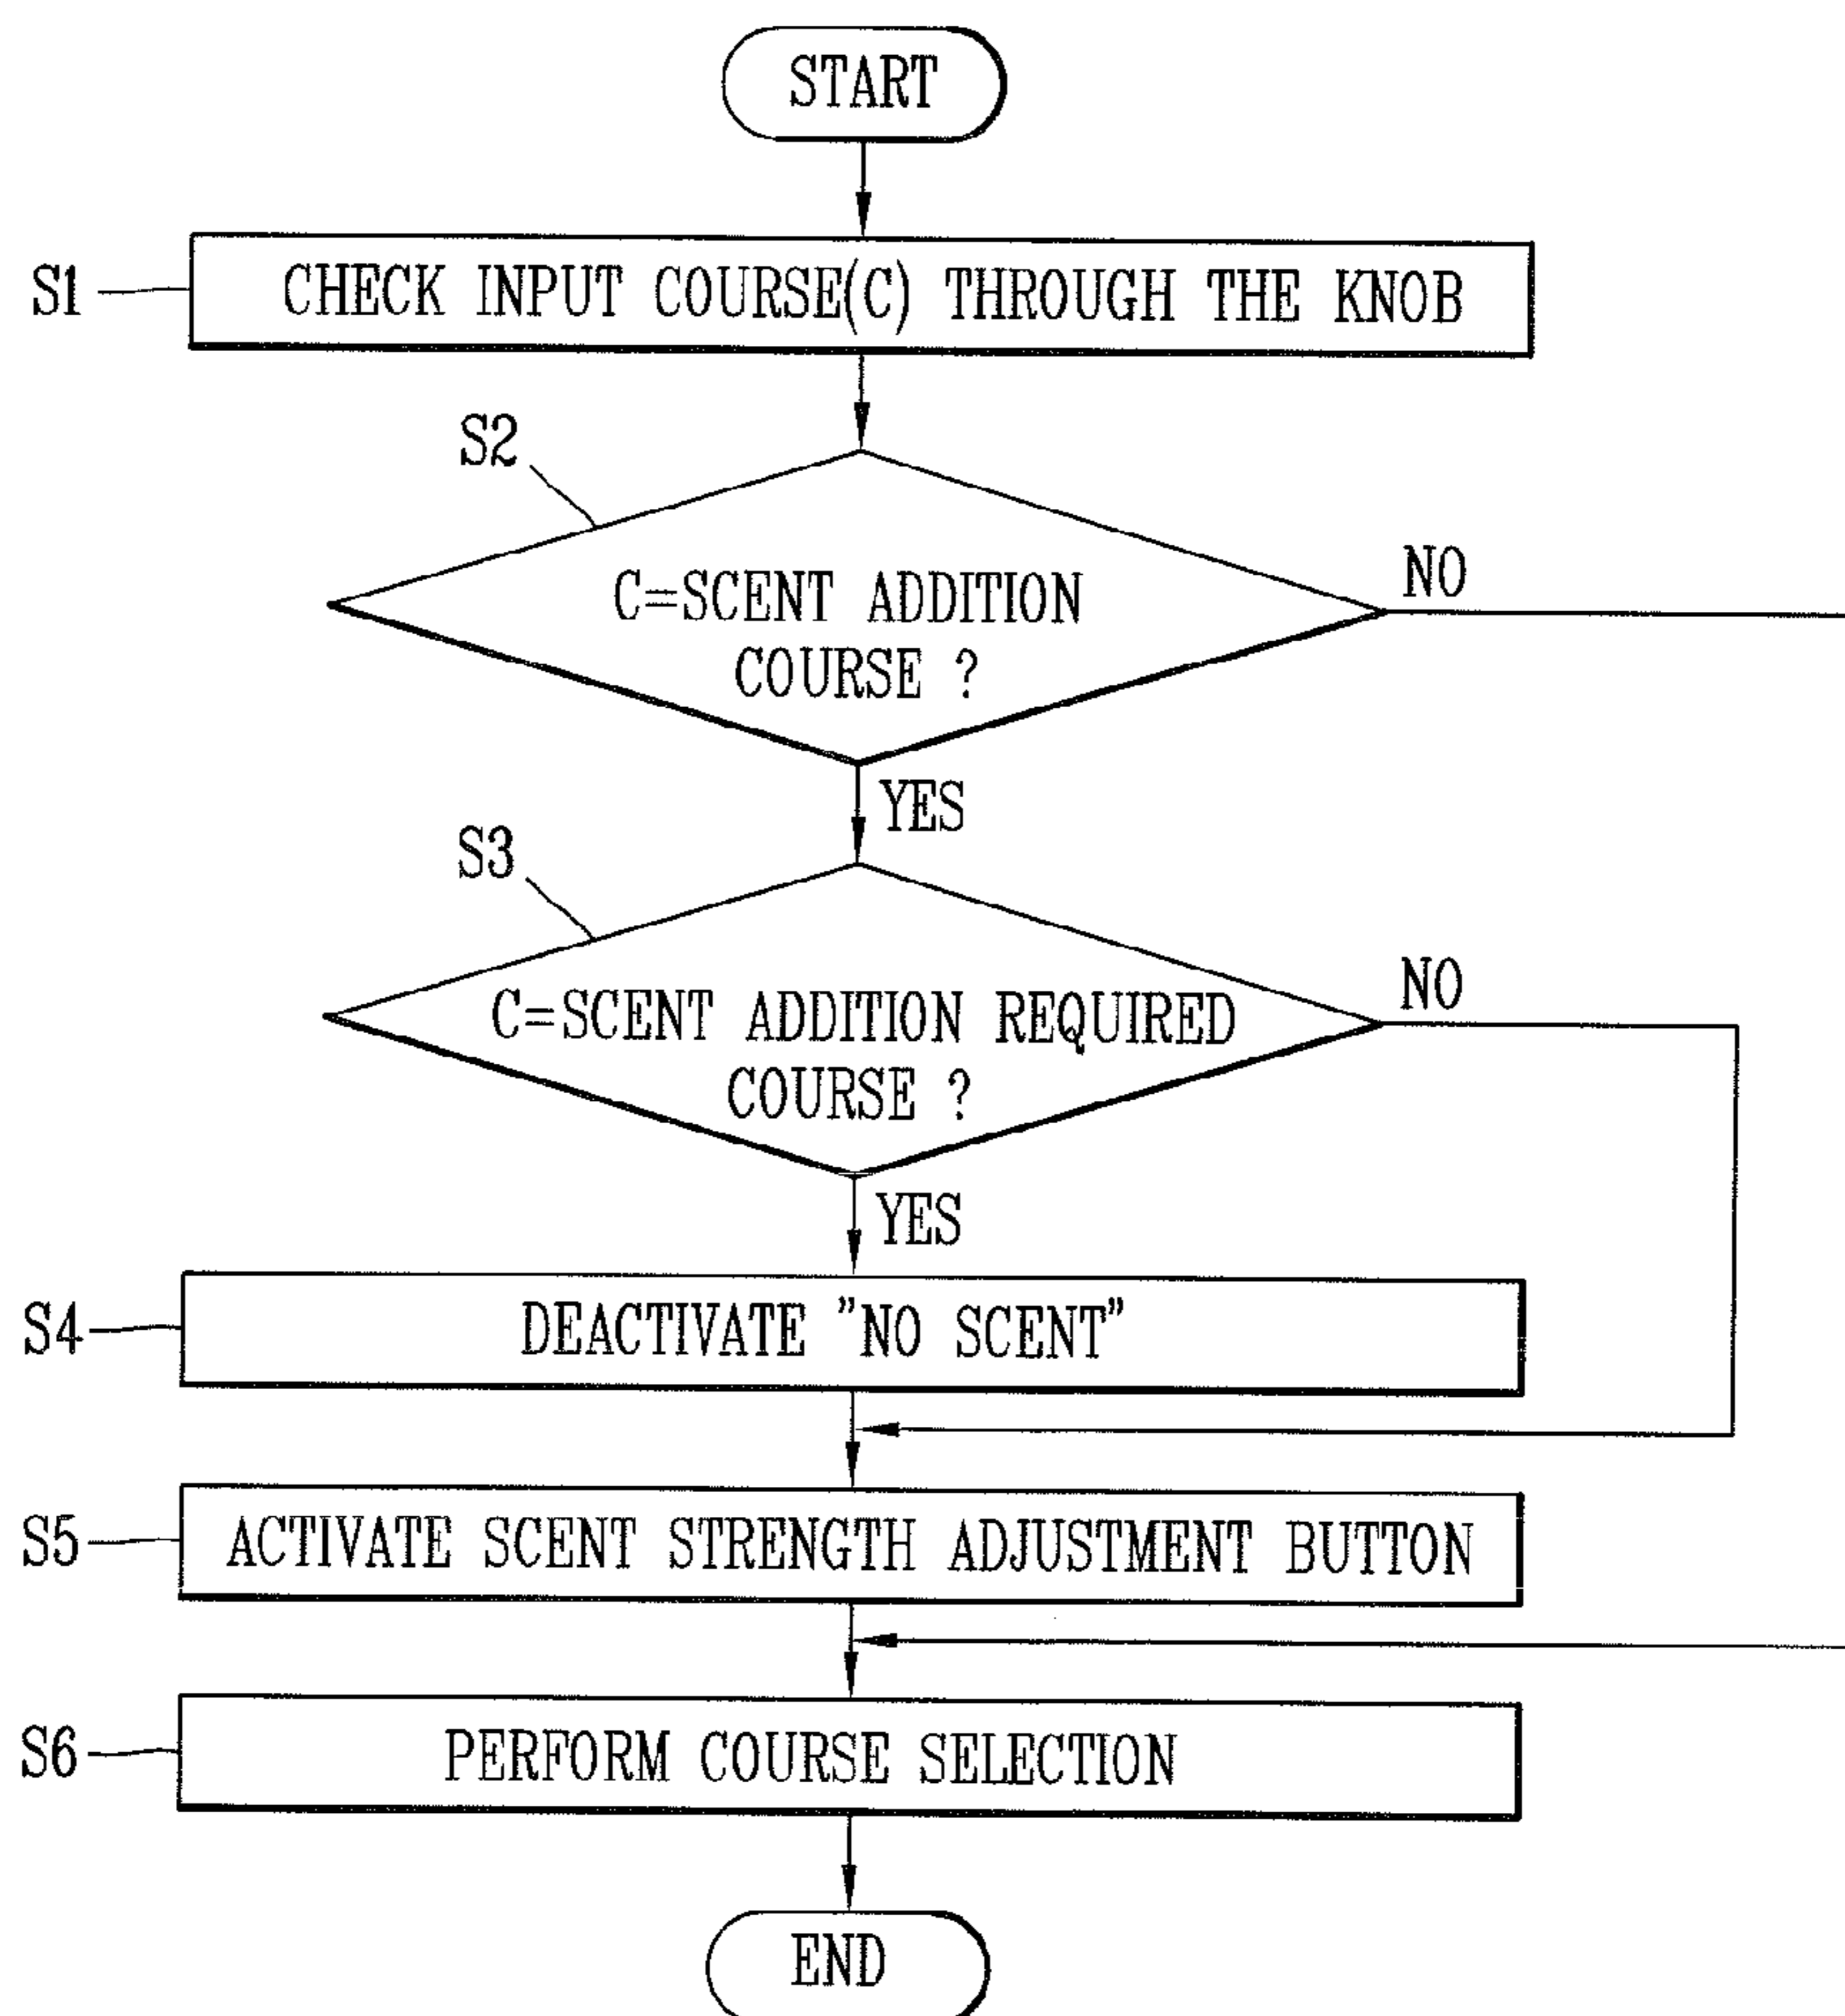 START
S1
CHECK INPUT COURSE(C) THROUGH THE KNOB
S2
C=SCENT ADDITION
COURSE ?
NO
YES
S3
C=SCENT ADDITION REQUIRED
COURSE ?
NO
YES
S4
DEACTIVATE "NO SCENT"
S5
ACTIVATE SCENT STRENGTH ADJUSTMENT BUTTON
S6
PERFORM COURSE SELECTION
END